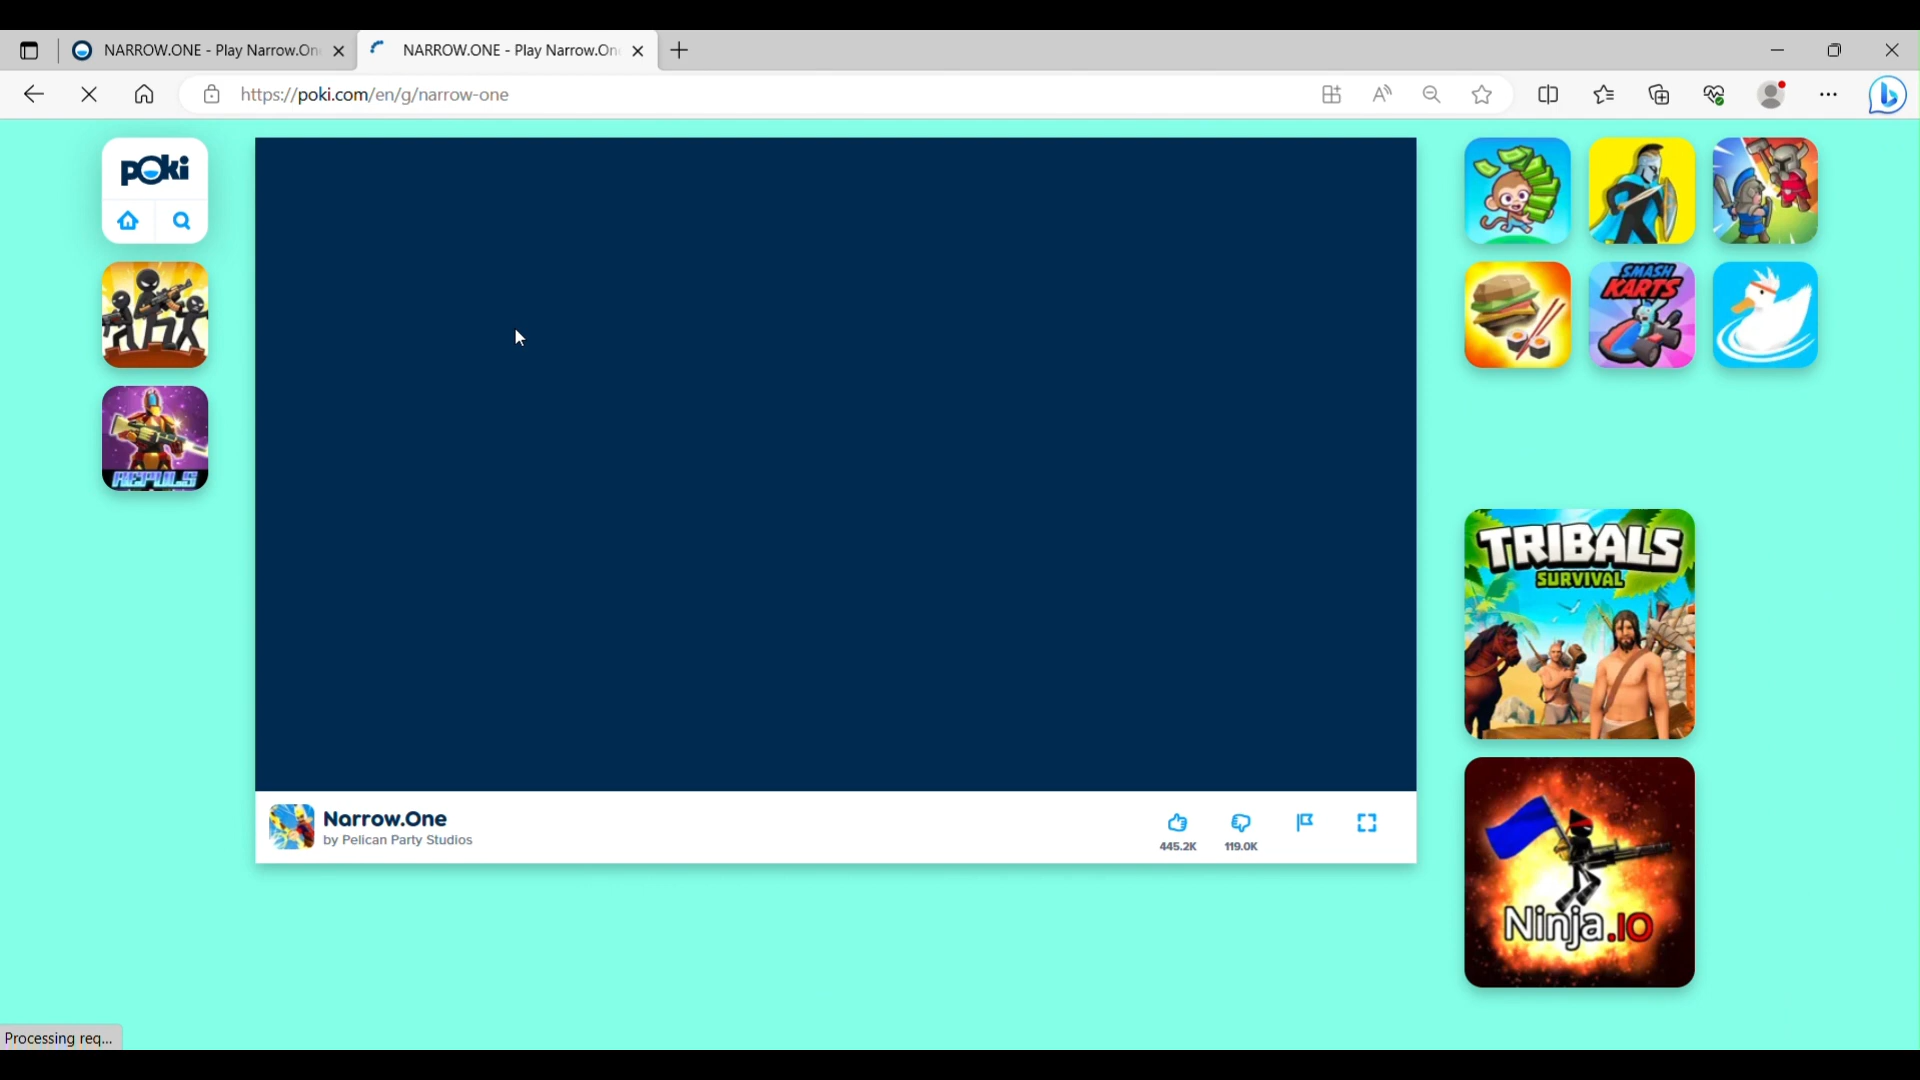 NARROW.ONE - Play Narrow.On
NARROW.ONE - Play Narrow.On
https://poki.com/en/g/narrow-one
poki
REPULS
SMASH
KARTS
TRIBALS
SURVIVAL
Narrow.One
by Pelican Party Studios
445.2K
119.0K
Ninja.IO
Processing req...